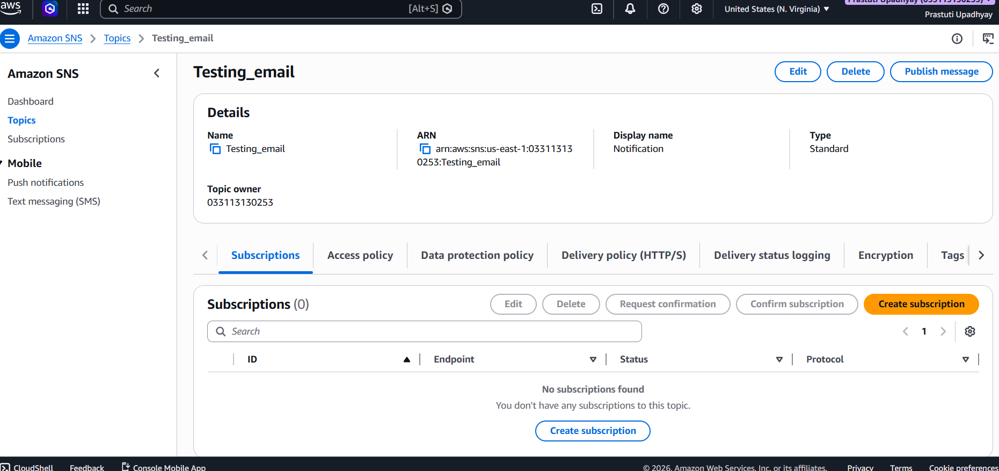 aws
Search [Alt+S]
United States (N. Virginia)
Prastuti Upadhyay (033113130253)
Prastuti Upadhyay
Amazon SNS > Topics > Testing_email
Amazon SNS
Dashboard
Topics
Subscriptions
Mobile
Push notifications
Text messaging (SMS)
Testing_email
Edit Delete Publish message
Details
Name
Testing_email
ARN
arn:aws:sns:us-east-1:03311313
0253:Testing_email
Display name
Notification
Type
Standard
Topic owner
033113130253
Subscriptions Access policy Data protection policy Delivery policy (HTTP/S) Delivery status logging Encryption Tags
Subscriptions (0)
Edit Delete Request confirmation Confirm subscription Create subscription
Search
1
ID Endpoint Status Protocol
No subscriptions found
You don't have any subscriptions to this topic.
Create subscription
CloudShell Feedback Console Mobile App © 2026, Amazon Web Services, Inc. or its affiliates. Privacy Terms Cookie preferences